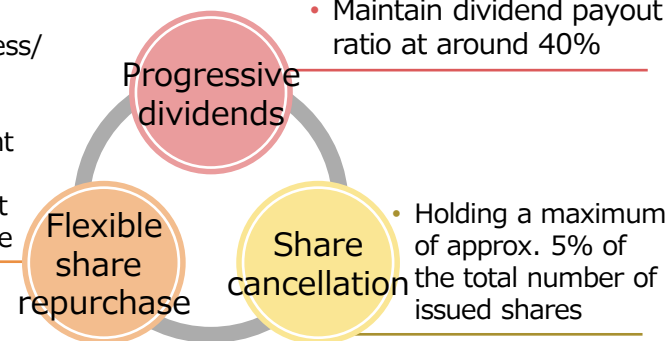 • Maintain dividend payout
ratio at around 40%
Progressive
dividends
Flexible
share
repurchase
Share
cancellation
• Holding a maximum
of approx. 5% of
the total number of
issued shares